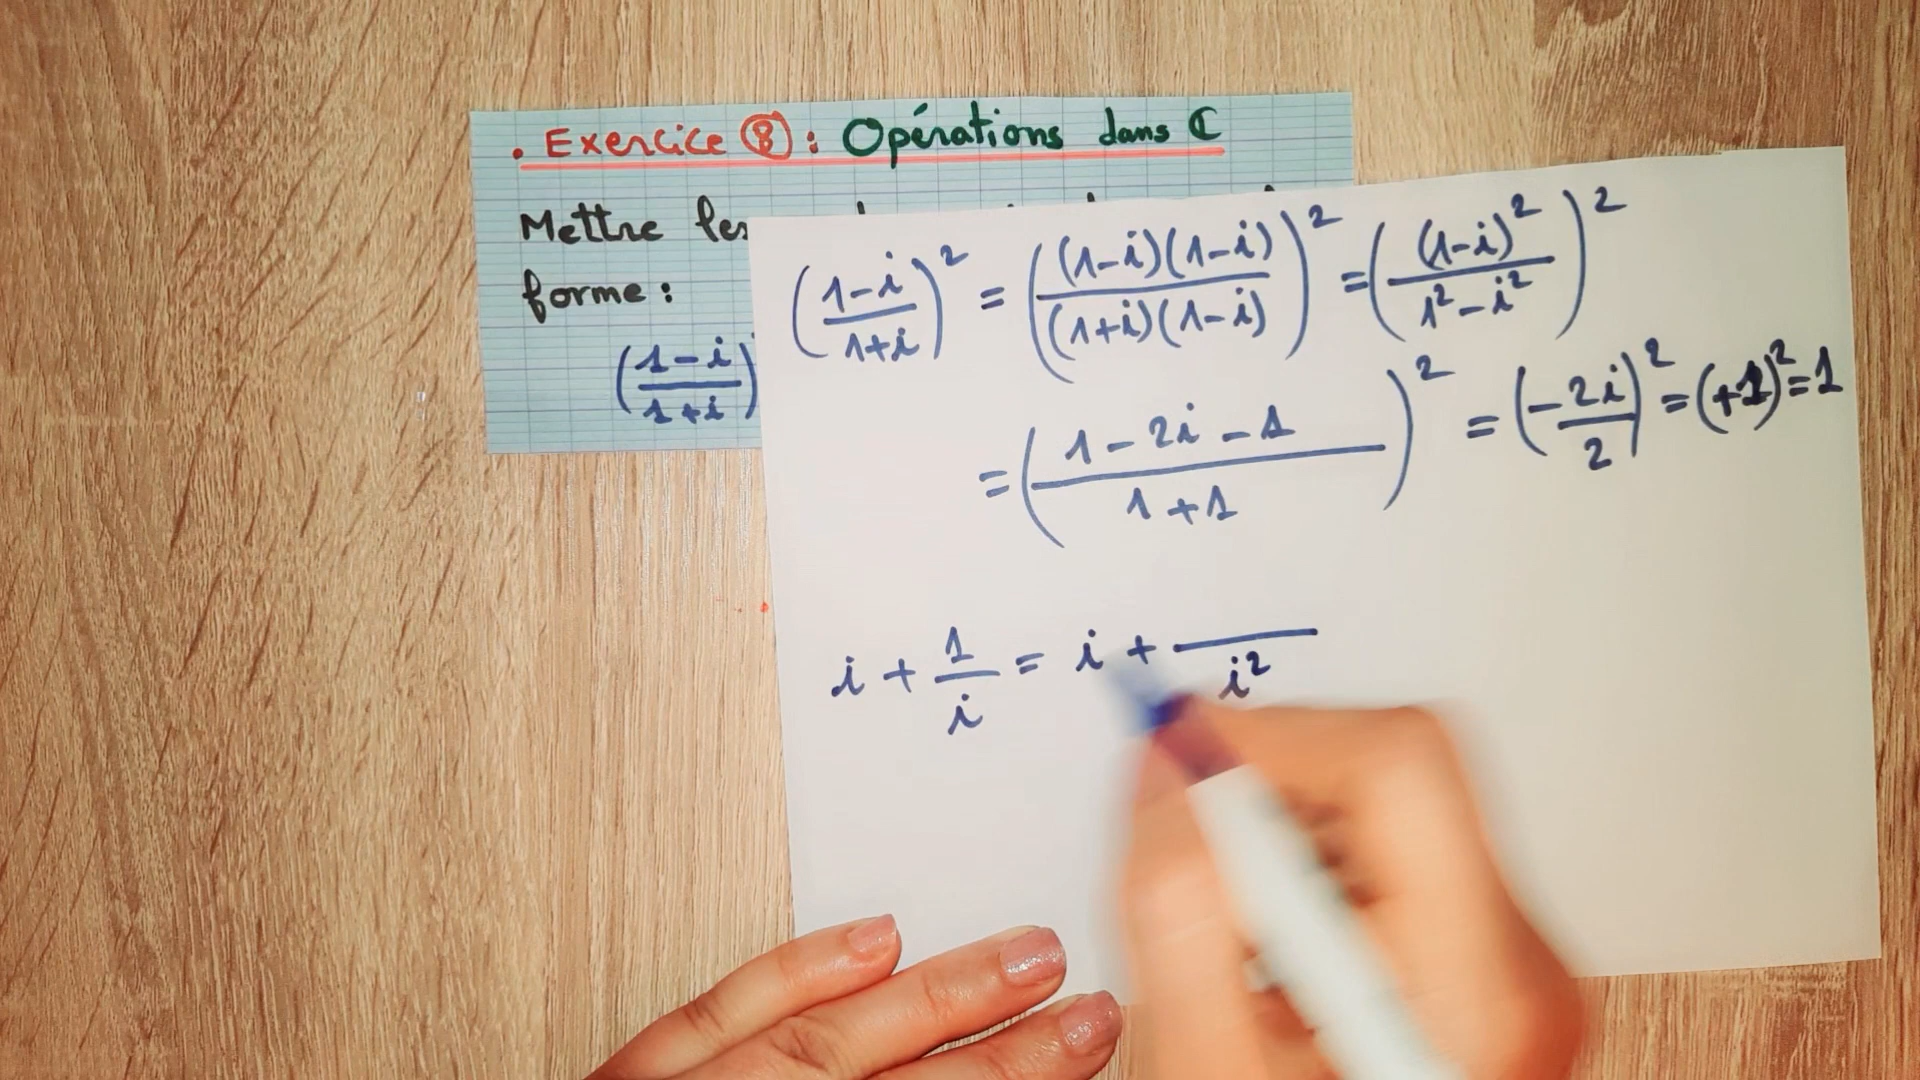 . Exercice ⑧ : Opérations dans ℂ
Mettre les
forme :
(1-i/1+i)
(1-i/1+i)² = ((1-i)(1-i)/(1+i)(1-i))² = ((1-i)²/1²-i²)²
= (1-2i-1/1+1)² = (-2i/2)² = (+1)² = 1
i + 1/i = i + /i²